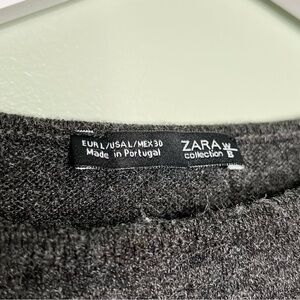 EUR L/USA L/MEX 30
Made in Portugal
ZARA W&B
collection